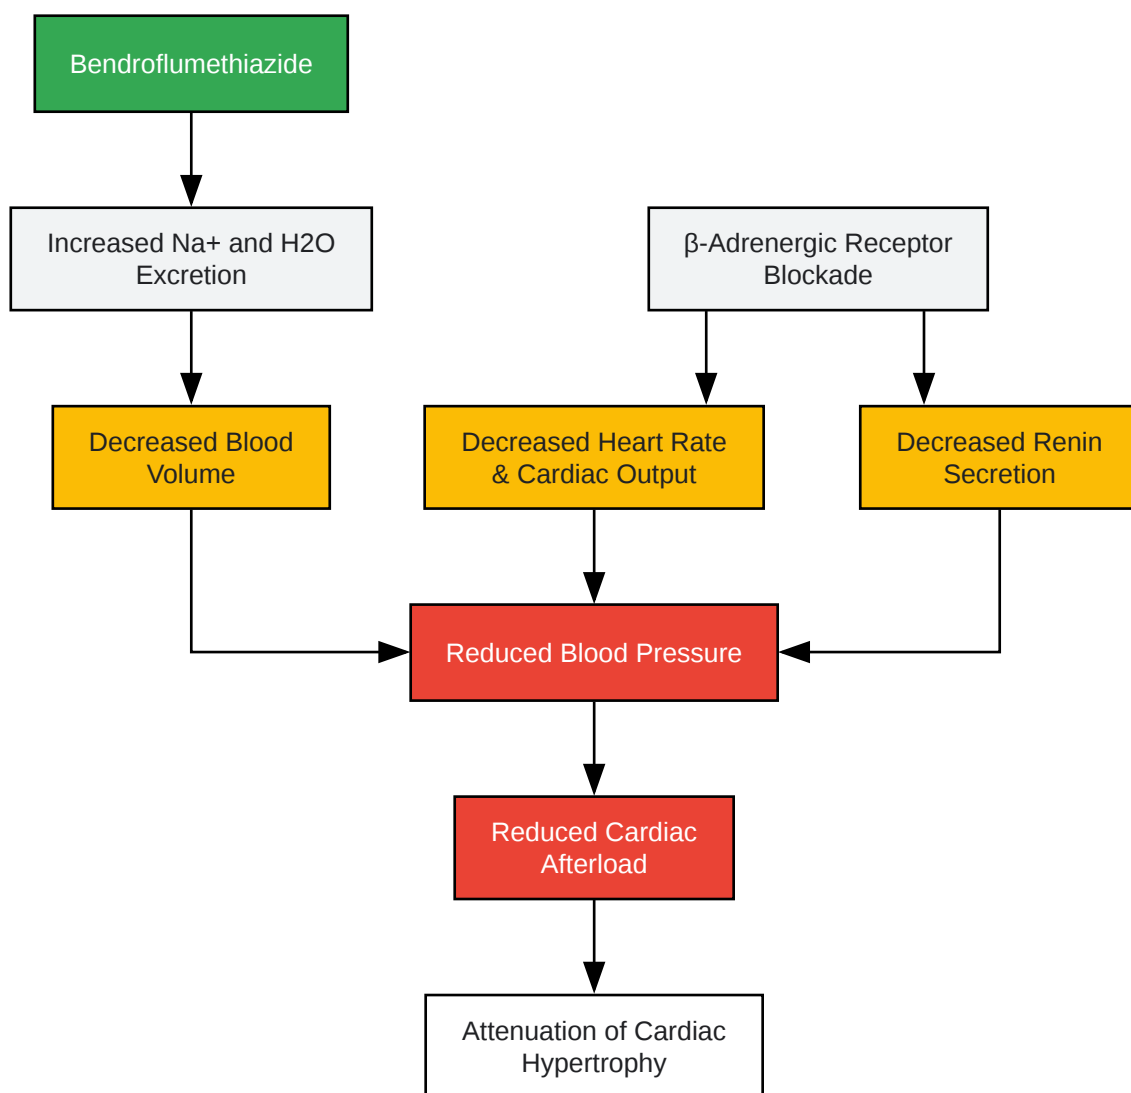 Bendroflumethiazide
Increased Na+ and H2O
Excretion
β-Adrenergic Receptor
Blockade
Decreased Blood
Volume
Decreased Heart Rate
& Cardiac Output
Decreased Renin
Secretion
Reduced Blood Pressure
Reduced Cardiac
Afterload
Attenuation of Cardiac
Hypertrophy